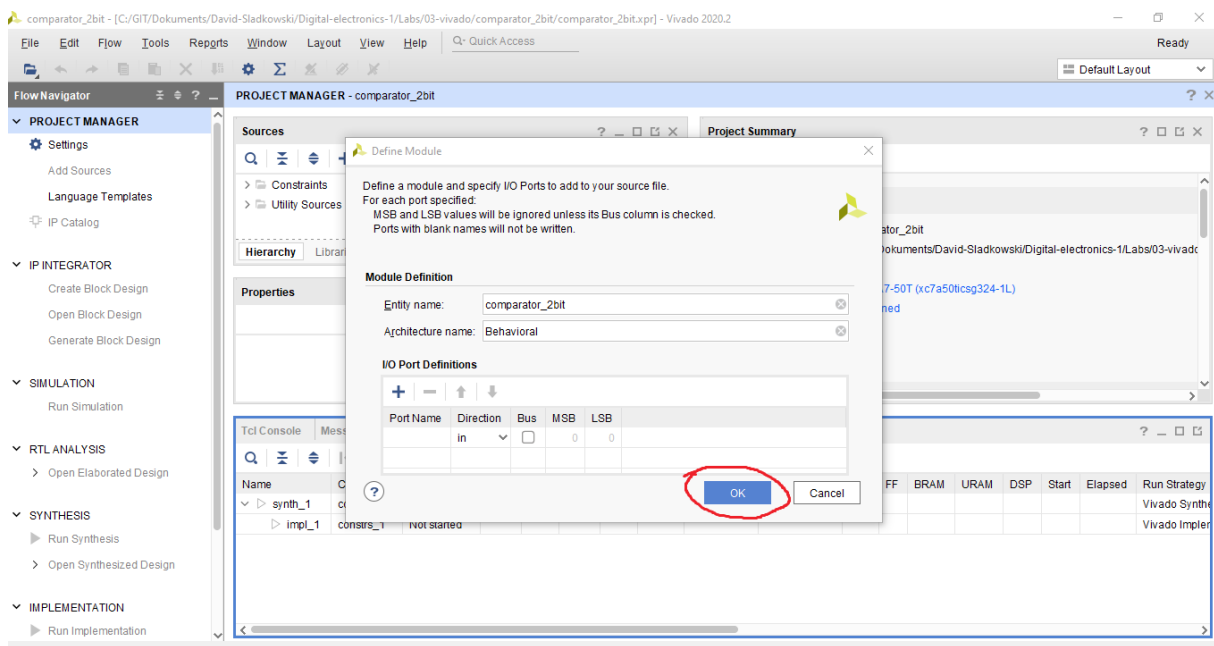 comparator_2bit - [C:/GIT/Dokuments/David-Sladkowski/Digital-electronics-1/Labs/03-vivado/comparator_2bit/comparator_2bit.xpr] - Vivado 2020.2
File Edit Flow Tools Reports Window Layout View Help Quick Access Ready
Default Layout
Flow Navigator
PROJECT MANAGER - comparator_2bit
PROJECT MANAGER
Settings
Add Sources
Language Templates
IP Catalog
IP INTEGRATOR
Create Block Design
Open Block Design
Generate Block Design
SIMULATION
Run Simulation
RTL ANALYSIS
Open Elaborated Design
SYNTHESIS
Run Synthesis
Open Synthesized Design
IMPLEMENTATION
Run Implementation
Sources
Constraints
Utility Sources
Hierarchy Librari
Properties
Project Summary
ator_2bit
Dokuments/David-Sladkowski/Digital-electronics-1/Labs/03-vivado
7-50T (xc7a50ticsg324-1L)
ned
Define Module
Define a module and specify I/O Ports to add to your source file.
For each port specified:
MSB and LSB values will be ignored unless its Bus column is checked.
Ports with blank names will not be written.
Module Definition
Entity name: comparator_2bit
Architecture name: Behavioral
I/O Port Definitions
Port Name Direction Bus MSB LSB
in 0 0
? OK Cancel
Tcl Console Mess
Name C FF BRAM URAM DSP Start Elapsed Run Strategy
synth_1 co Vivado Synthe
impl_1 constrs_1 Not started Vivado Impler